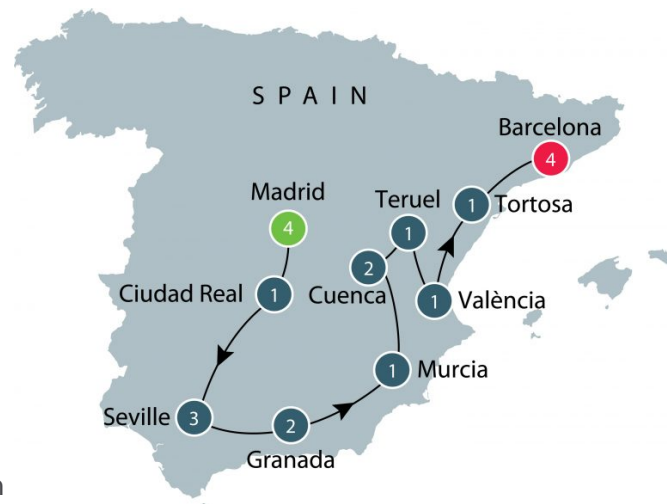 SPAIN
Barcelona
4
Madrid
4
Teruel
1
1 Tortosa
Ciudad Real 1
2
Cuenca
1 València
1 Murcia
Seville 3
2
Granada